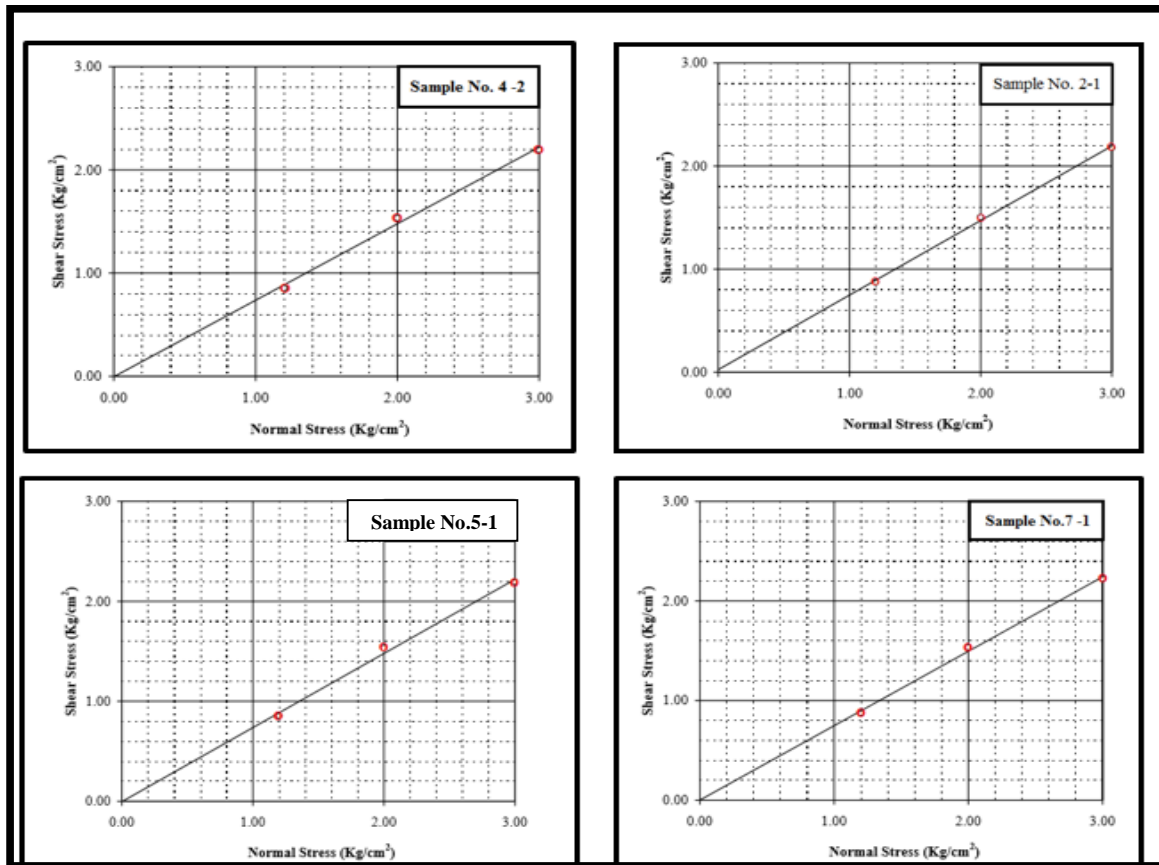 Sample No. 4 -2
3.00
2.00
1.00
0.00
Shear Stress (Kg/cm²)
0.00 1.00 2.00 3.00
Normal Stress (Kg/cm²)
Sample No. 2-1
3.00
2.00
1.00
0.00
Shear Stress (Kg/cm²)
0.00 1.00 2.00 3.00
Normal Stress (Kg/cm²)
Sample No.5-1
3.00
2.00
1.00
0.00
Shear Stress (Kg/cm²)
0.00 1.00 2.00 3.00
Normal Stress (Kg/cm²)
Sample No.7 -1
3.00
2.00
1.00
0.00
Shear Stress (Kg/cm²)
0.00 1.00 2.00 3.00
Normal Stress (Kg/cm²)